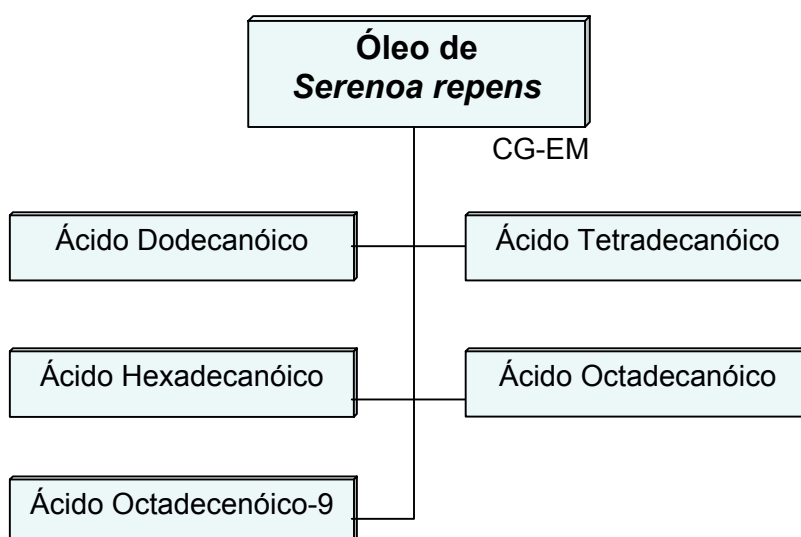 Óleo de
Serenoa repens
CG-EM
Ácido Dodecanóico
Ácido Tetradecanóico
Ácido Hexadecanóico
Ácido Octadecanóico
Ácido Octadecenóico-9